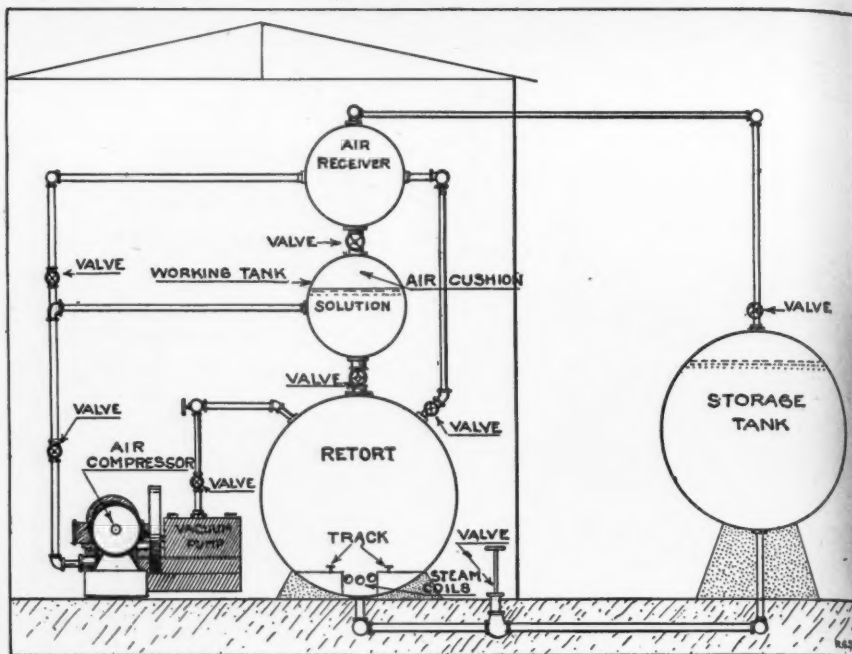 AIR
RECEIVER
VALVE
VALVE
WORKING TANK
AIR CUSHION
SOLUTION
VALVE
VALVE
STORAGE
TANK
VALVE
VALVE
RETORT
AIR
COMPRESSOR
VALVE
VACUUM
PUMP
TRACK
VALVE
STEAM
COILS